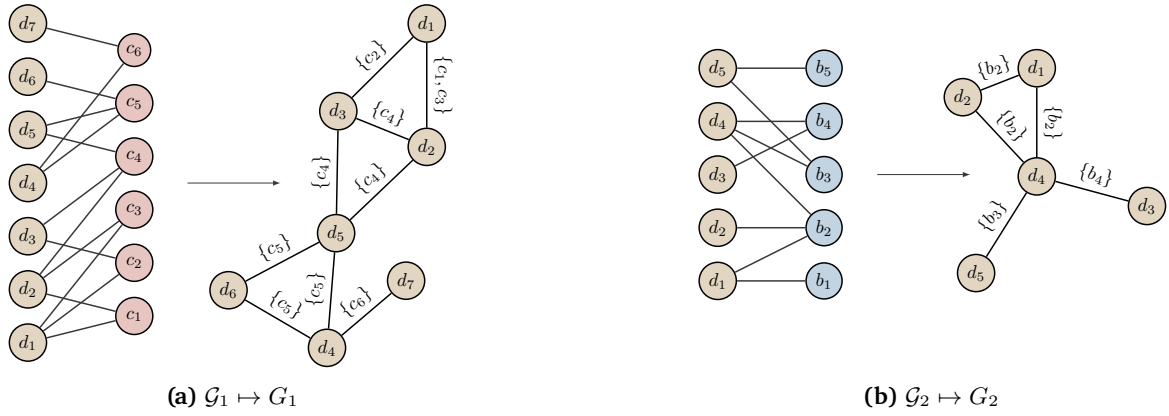 d₇
d₆
d₅
d₄
d₃
d₂
d₁
c₆
c₅
c₄
c₃
c₂
c₁
d₁
{c₂}
{c₁, c₃}
d₃
{c₄}
d₂
{c₄}
{c₄}
d₅
{c₅}
{c₅}
d₇
d₆
{c₅}
{c₆}
d₄
(a) 𝒢₁ ↦ G₁
d₅
d₄
d₃
d₂
d₁
b₅
b₄
b₃
b₂
b₁
{b₂}
d₁
d₂
{b₂}
{b₂}
d₄
{b₄}
d₃
{b₃}
d₅
(b) 𝒢₂ ↦ G₂